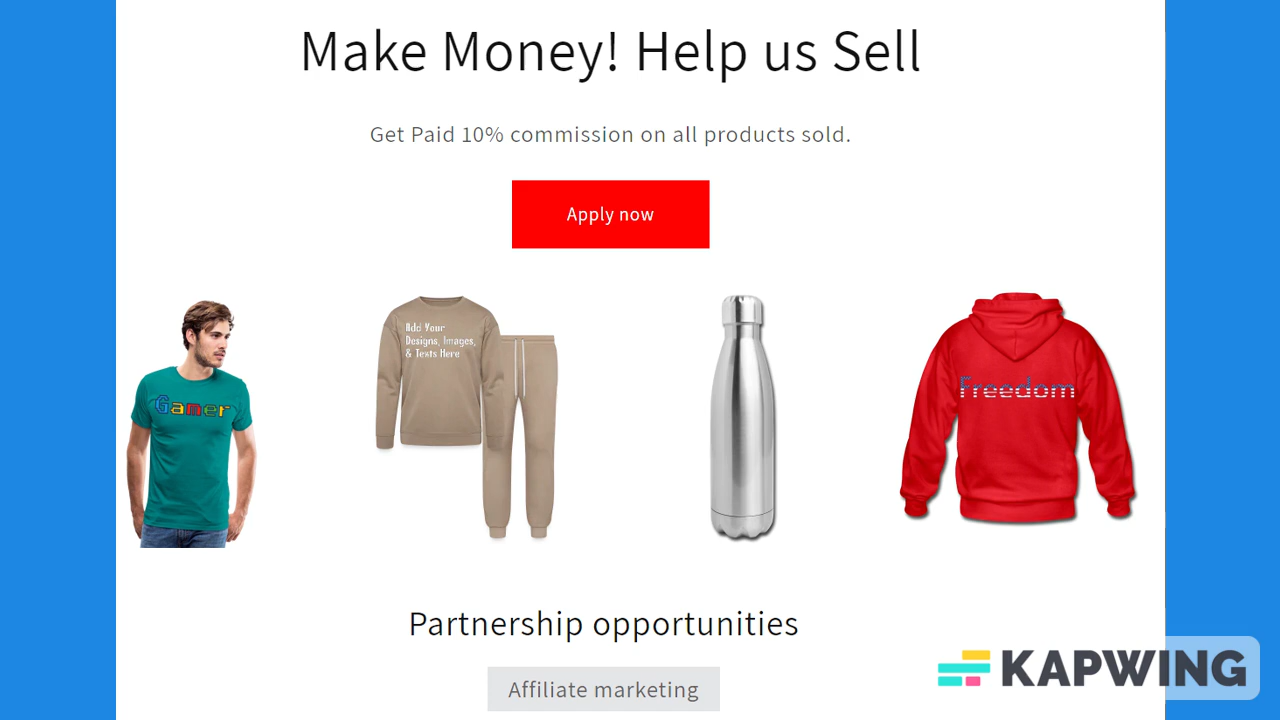 Make Money! Help us Sell
Get Paid 10% commission on all products sold.
Apply now
Gamer
Add Your
Designs, Images,
& Texts Here
Freedom
Partnership opportunities
Affiliate marketing
KAPWING